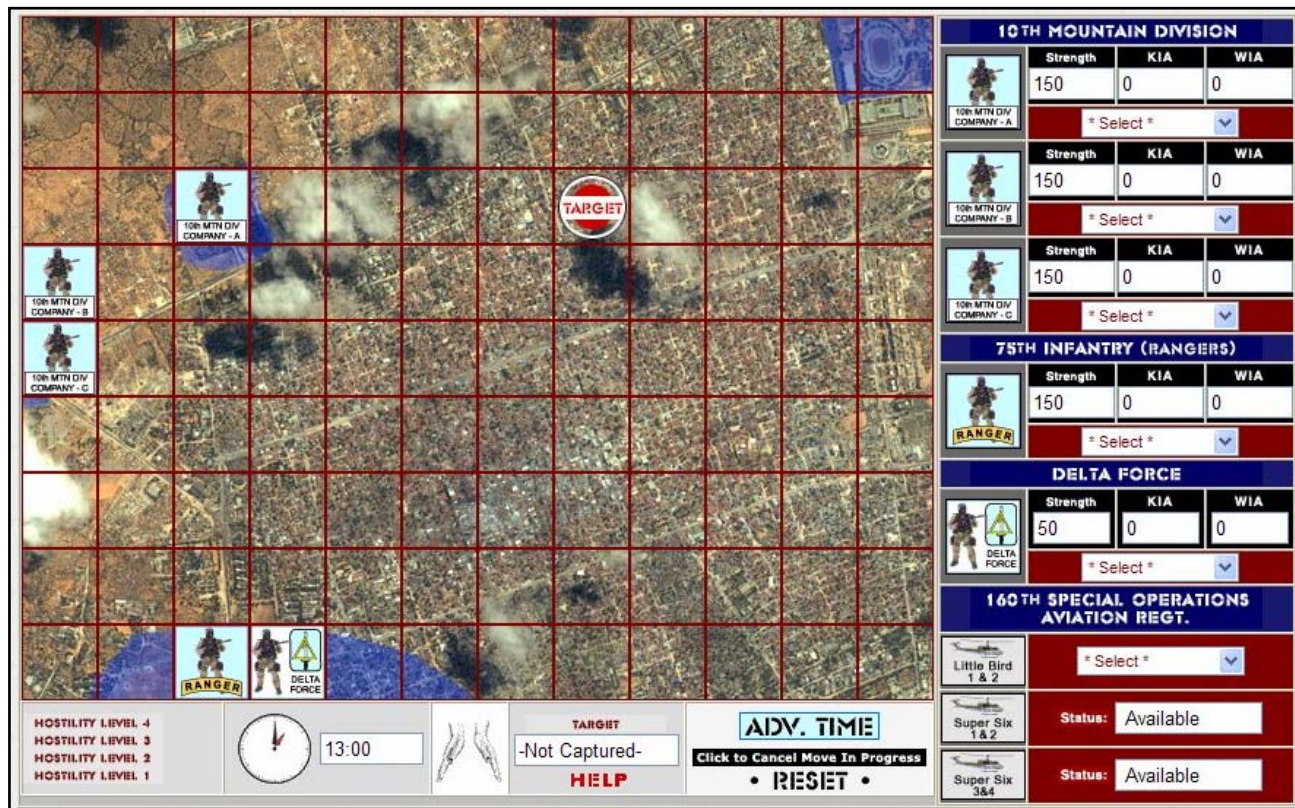 10th MTN DIV
COMPANY - A
TARGET
10th MTN DIV
COMPANY - B
10th MTN DIV
COMPANY - C
RANGER
DELTA
FORCE
HOSTILITY LEVEL 4
HOSTILITY LEVEL 3
HOSTILITY LEVEL 2
HOSTILITY LEVEL 1
13:00
TARGET
-Not Captured-
HELP
ADV. TIME
Click to Cancel Move In Progress
• RESET •
10TH MOUNTAIN DIVISION
Strength KIA WIA
10th MTN DIV
COMPANY - A
150 0 0
* Select *
Strength KIA WIA
10th MTN DIV
COMPANY - B
150 0 0
* Select *
Strength KIA WIA
10th MTN DIV
COMPANY - C
150 0 0
* Select *
75TH INFANTRY (RANGERS)
Strength KIA WIA
150 0 0
RANGER
* Select *
DELTA FORCE
Strength KIA WIA
50 0 0
DELTA
FORCE
* Select *
160TH SPECIAL OPERATIONS
AVIATION REGT.
Little Bird
1 & 2
* Select *
Super Six
1&2
Status: Available
Super Six
3&4
Status: Available